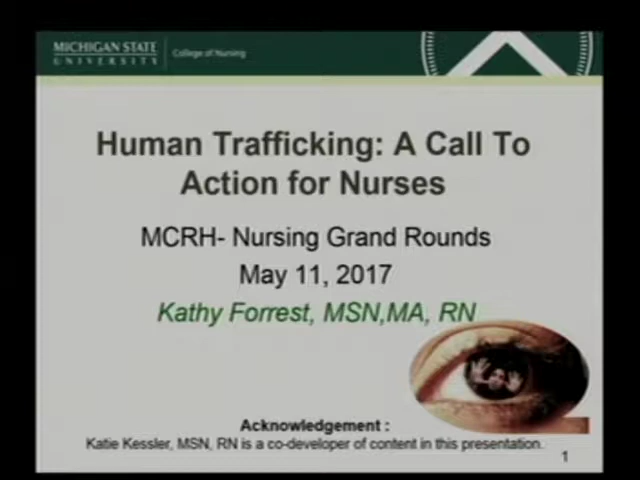 MICHIGAN STATE
UNIVERSITY
College of Nursing
Human Trafficking: A Call To
Action for Nurses
MCRH- Nursing Grand Rounds
May 11, 2017
Kathy Forrest, MSN,MA, RN
Acknowledgement :
Katie Kessler, MSN, RN is a co-developer of content in this presentation.
1